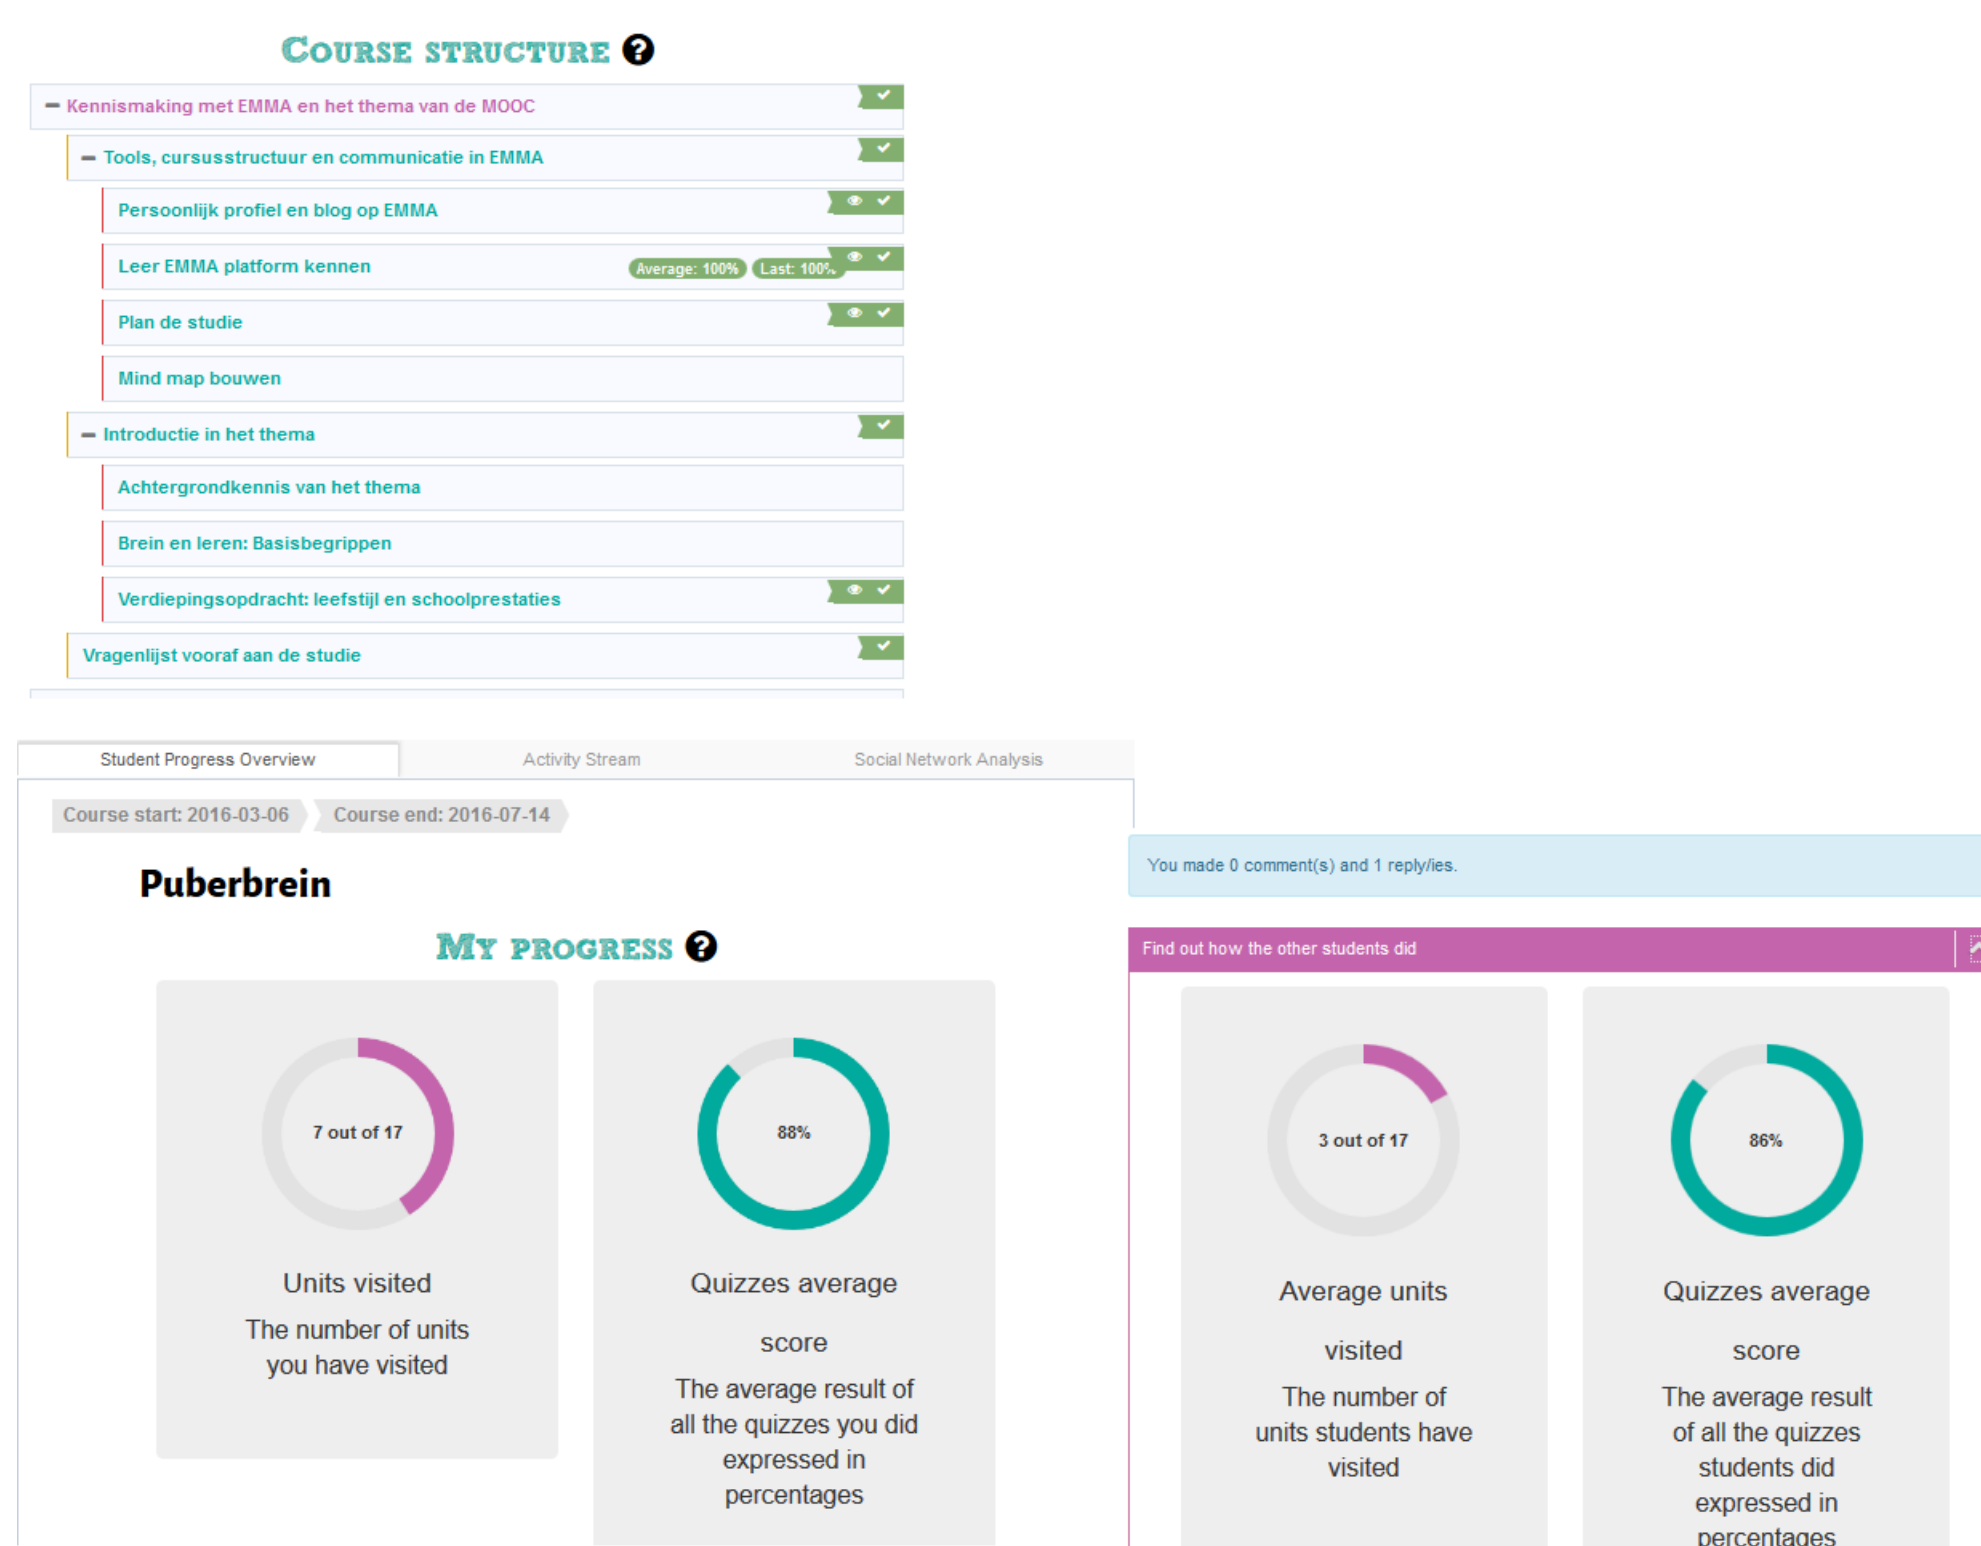 COURSE STRUCTURE ?
Kennismaking met EMMA en het thema van de MOOC
Tools, cursusstructuur en communicatie in EMMA
Persoonlijk profiel en blog op EMMA
Leer EMMA platform kennen Average: 100% Last: 100%
Plan de studie
Mind map bouwen
Introductie in het thema
Achtergrondkennis van het thema
Brein en leren: Basisbegrippen
Verdiepingsopdracht: leefstijl en schoolprestaties
Vragenlijst vooraf aan de studie
Student Progress Overview Activity Stream Social Network Analysis
Course start: 2016-03-06 Course end: 2016-07-14
Puberbrein
MY PROGRESS ?
7 out of 17
Units visited
The number of units
you have visited
88%
Quizzes average
score
The average result of
all the quizzes you did
expressed in
percentages
You made 0 comment(s) and 1 reply/ies.
Find out how the other students did
3 out of 17
Average units
visited
The number of
units students have
visited
86%
Quizzes average
score
The average result
of all the quizzes
students did
expressed in
percentages